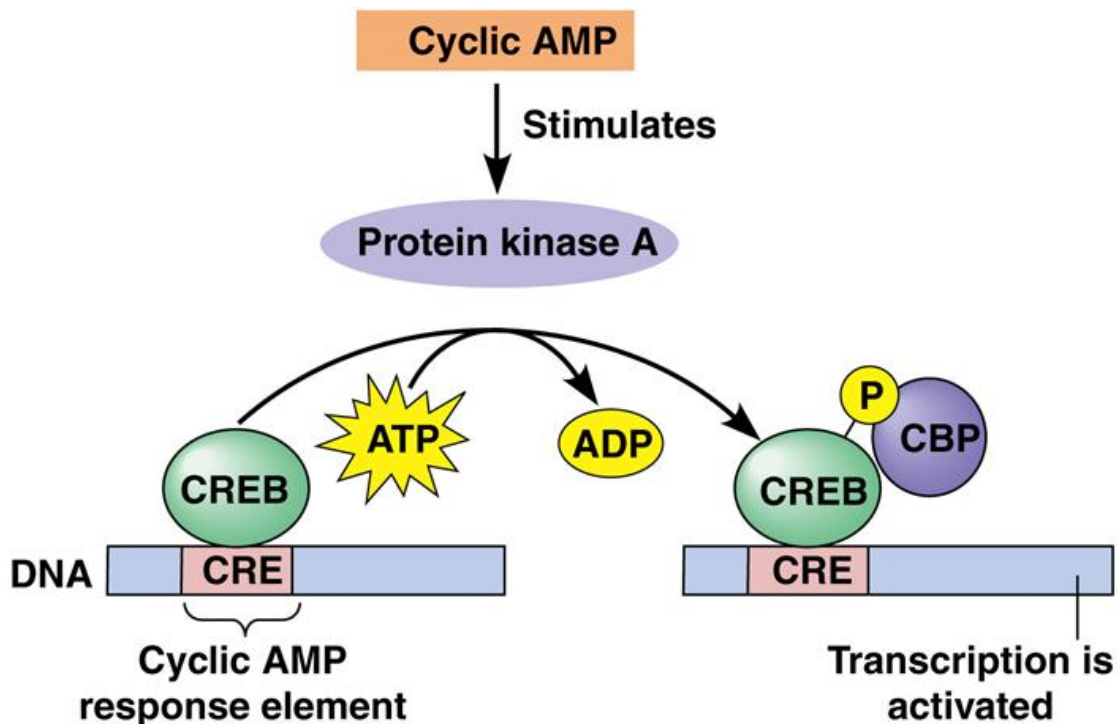 Cyclic AMP
Stimulates
Protein kinase A
P
ATP
ADP
CBP
CREB
CREB
DNA
CRE
CRE
Cyclic AMP
response element
Transcription is
activated